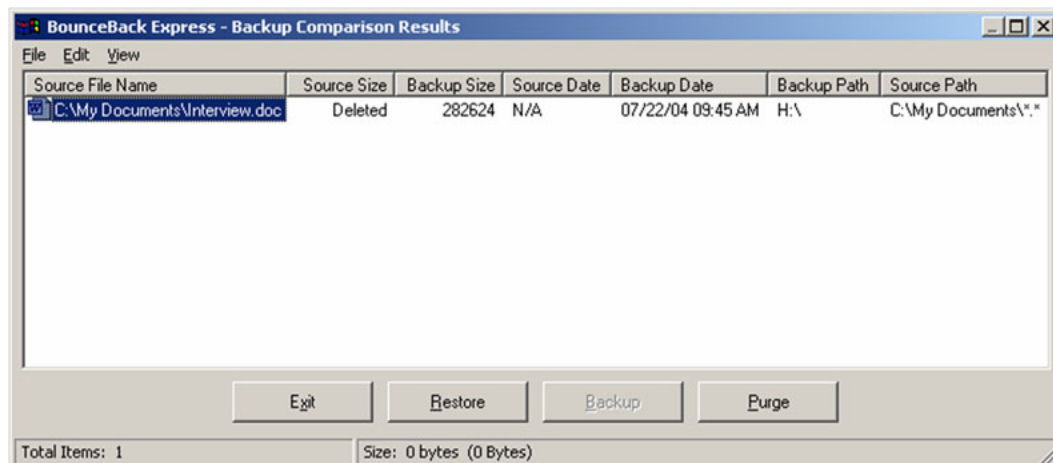 BounceBack Express - Backup Comparison Results
File Edit View
Source File Name Source Size Backup Size Source Date Backup Date Backup Path Source Path
C:\My Documents\Interview.doc Deleted 282624 N/A 07/22/04 09:45 AM H:\ C:\My Documents\*.*
Exit Restore Backup Purge
Total Items: 1 Size: 0 bytes (0 Bytes)